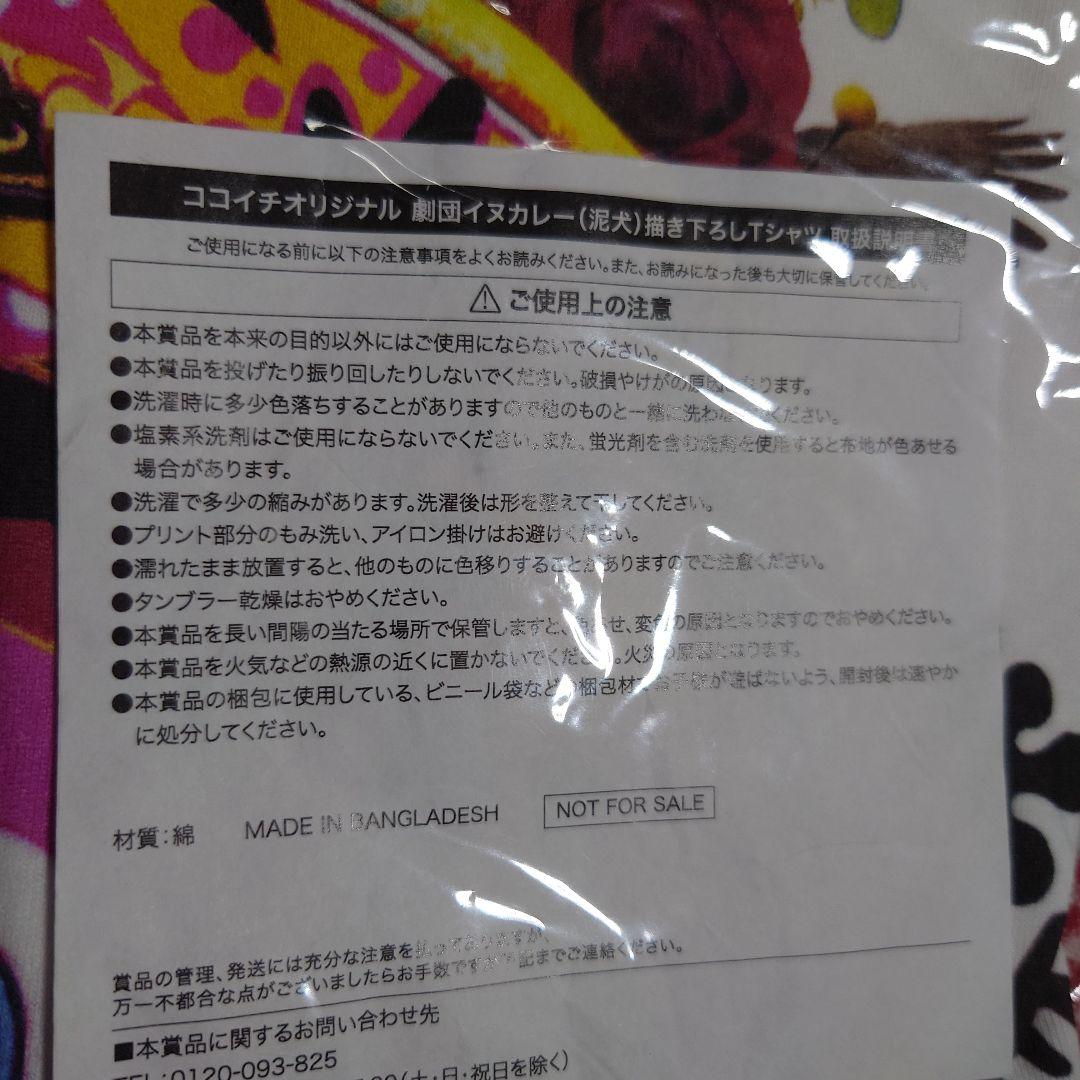 ココイチオリジナル 劇団イヌカレー(泥犬)描き下ろしTシャツ 取扱説明書
ご使用になる前に以下の注意事項をよくお読みください。また、お読みになった後も大切に保管してください。
⚠ ご使用上の注意
●本賞品を本来の目的以外にはご使用にならないでください。
●本賞品を投げたり振り回したりしないでください。破損やけがの原因になります。
●洗濯時に多少色落ちすることがありますので他のものと一緒に洗わないでください。
●塩素系洗剤はご使用にならないでください。また、蛍光剤を含む洗剤を使用すると布地が色あせる
場合があります。
●洗濯で多少の縮みがあります。洗濯後は形を整えて干してください。
●プリント部分のもみ洗い、アイロン掛けはお避けください。
●濡れたまま放置すると、他のものに色移りすることがありますのでご注意ください。
●タンブラー乾燥はおやめください。
●本賞品を長い間陽の当たる場所で保管しますと、色あせ、変色の原因となりますのでおやめください。
●本賞品を火気などの熱源の近くに置かないでください。火災の原因となります。
●本賞品の梱包に使用している、ビニール袋などの梱包材でお子様が遊ばないよう、開封後は速やか
に処分してください。
材質:綿 MADE IN BANGLADESH NOT FOR SALE
賞品の管理、発送には充分な注意を払っておりますが、
万一不都合な点がございましたらお手数ですが下記までご連絡ください。
■本賞品に関するお問い合わせ先
TEL:0120-093-825
(土・日・祝日を除く)